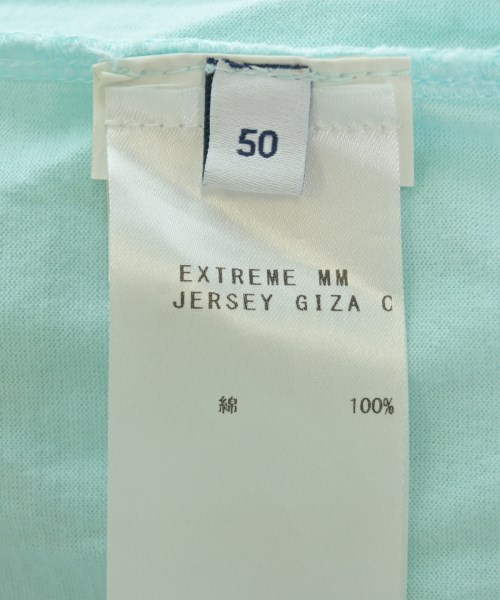 50
EXTREME MM
JERSEY GIZA C
綿 100%